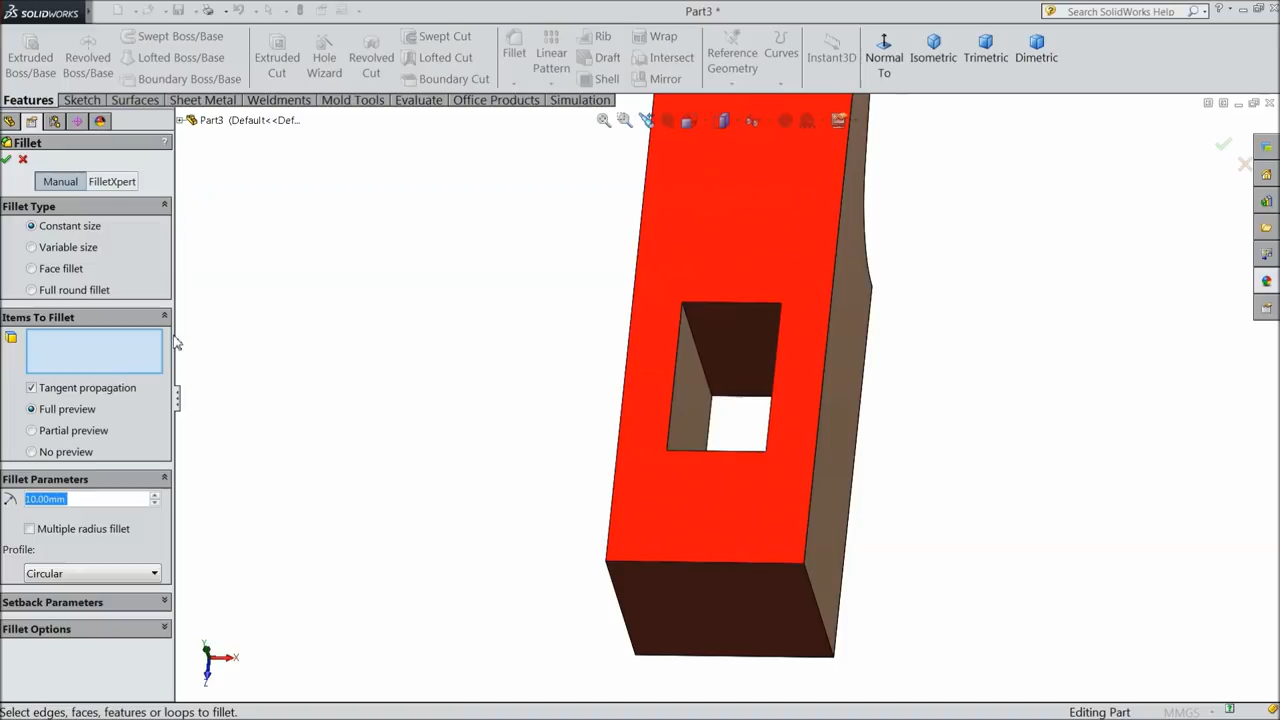 SOLIDWORKS
Part3 *
Search SolidWorks Help
Extruded Boss/Base
Revolved Boss/Base
Swept Boss/Base
Lofted Boss/Base
Boundary Boss/Base
Extruded Cut
Hole Wizard
Revolved Cut
Swept Cut
Lofted Cut
Boundary Cut
Fillet
Linear Pattern
Rib
Draft
Shell
Wrap
Intersect
Mirror
Reference Geometry
Curves
Instant3D
Normal To
Isometric
Trimetric
Dimetric
Features
Sketch
Surfaces
Sheet Metal
Weldments
Mold Tools
Evaluate
Office Products
Simulation
Part3 (Default<<Def...
Fillet
?
Manual
FilletXpert
Fillet Type
Constant size
Variable size
Face fillet
Full round fillet
Items To Fillet
Tangent propagation
Full preview
Partial preview
No preview
Fillet Parameters
10.00mm
Multiple radius fillet
Profile:
Circular
Setback Parameters
Fillet Options
Y
X
Z
Select edges, faces, features or loops to fillet.
Editing Part
MMGS